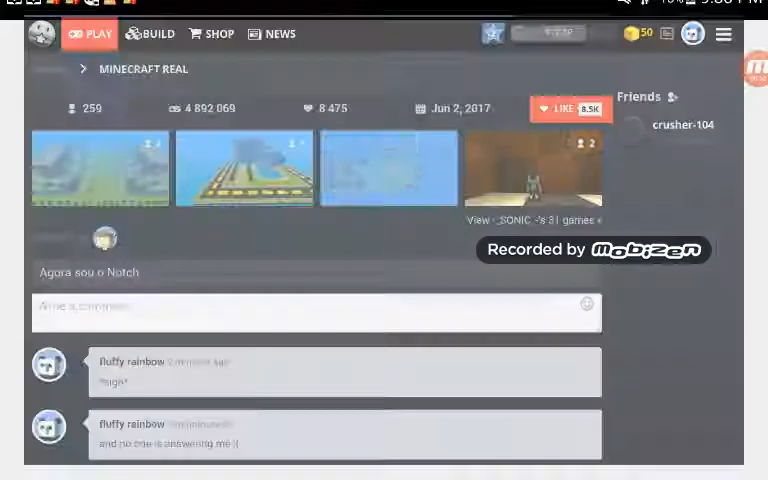 PLAY BUILD SHOP NEWS 50
> MINECRAFT REAL
259 4 892 069 8 475 Jun 2, 2017 LIKE 8.5K
Friends
crusher-104
2
View -_SONIC_-'s 31 games »
Recorded by mobizen
Agora sou o Notch
fluffy rainbow
*sigh*
fluffy rainbow
and no one is answering me :(